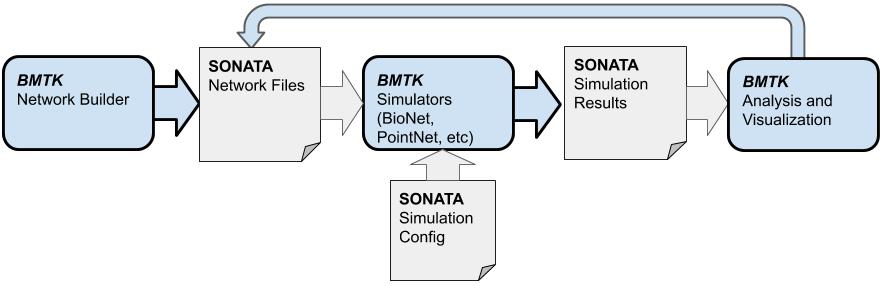 BMTK
Network Builder
SONATA
Network Files
BMTK
Simulators
(BioNet,
PointNet, etc)
SONATA
Simulation
Results
BMTK
Analysis and
Visualization
SONATA
Simulation
Config